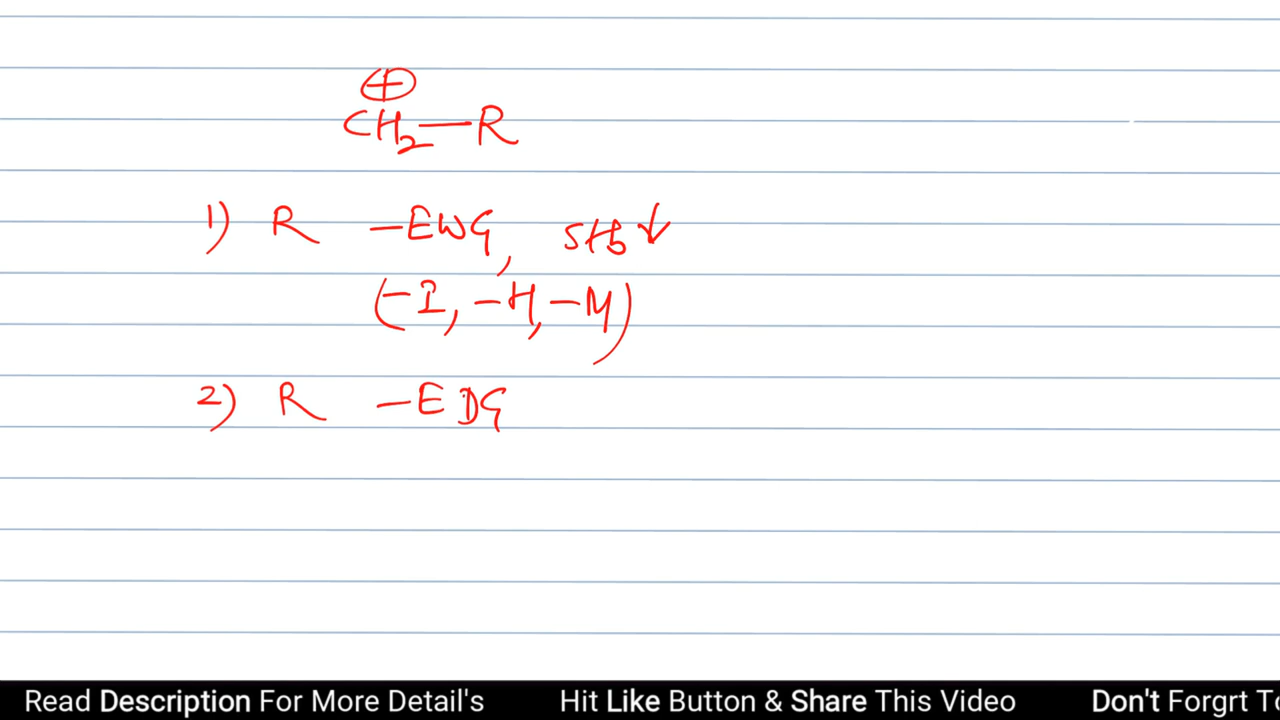 ⊕
CH₂—R
1) R —EWG, stb↓
(-I, -H, -M)
2) R —EDG
Read Description For More Detail's Hit Like Button & Share This Video Don't Forgrt To